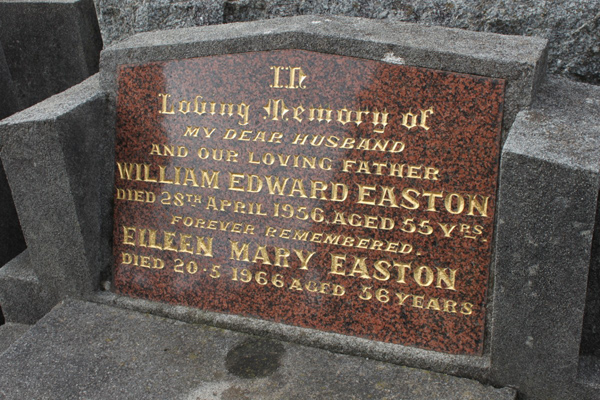 In
Loving Memory of
MY DEAR HUSBAND
AND OUR LOVING FATHER
WILLIAM EDWARD EASTON
DIED 28TH APRIL 1956, AGED 55 YRS.
FOREVER REMEMBERED.
EILEEN MARY EASTON
DIED 20·5·1966 AGED 56 YEARS